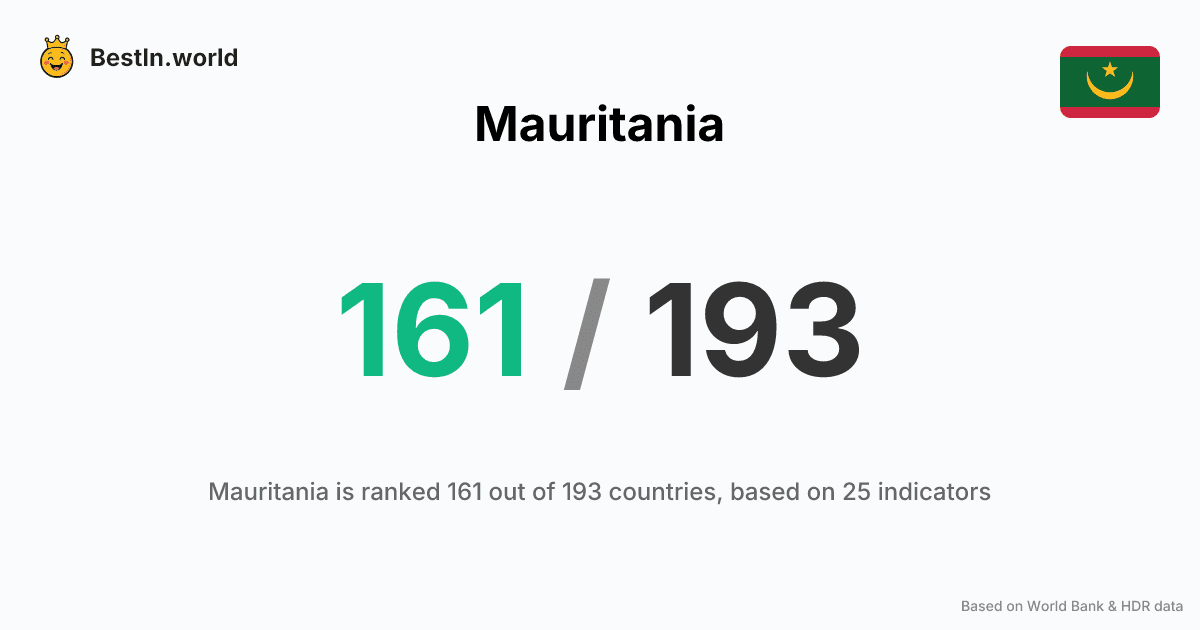 BestIn.world
Mauritania
161 / 193
Mauritania is ranked 161 out of 193 countries, based on 25 indicators
Based on World Bank & HDR data